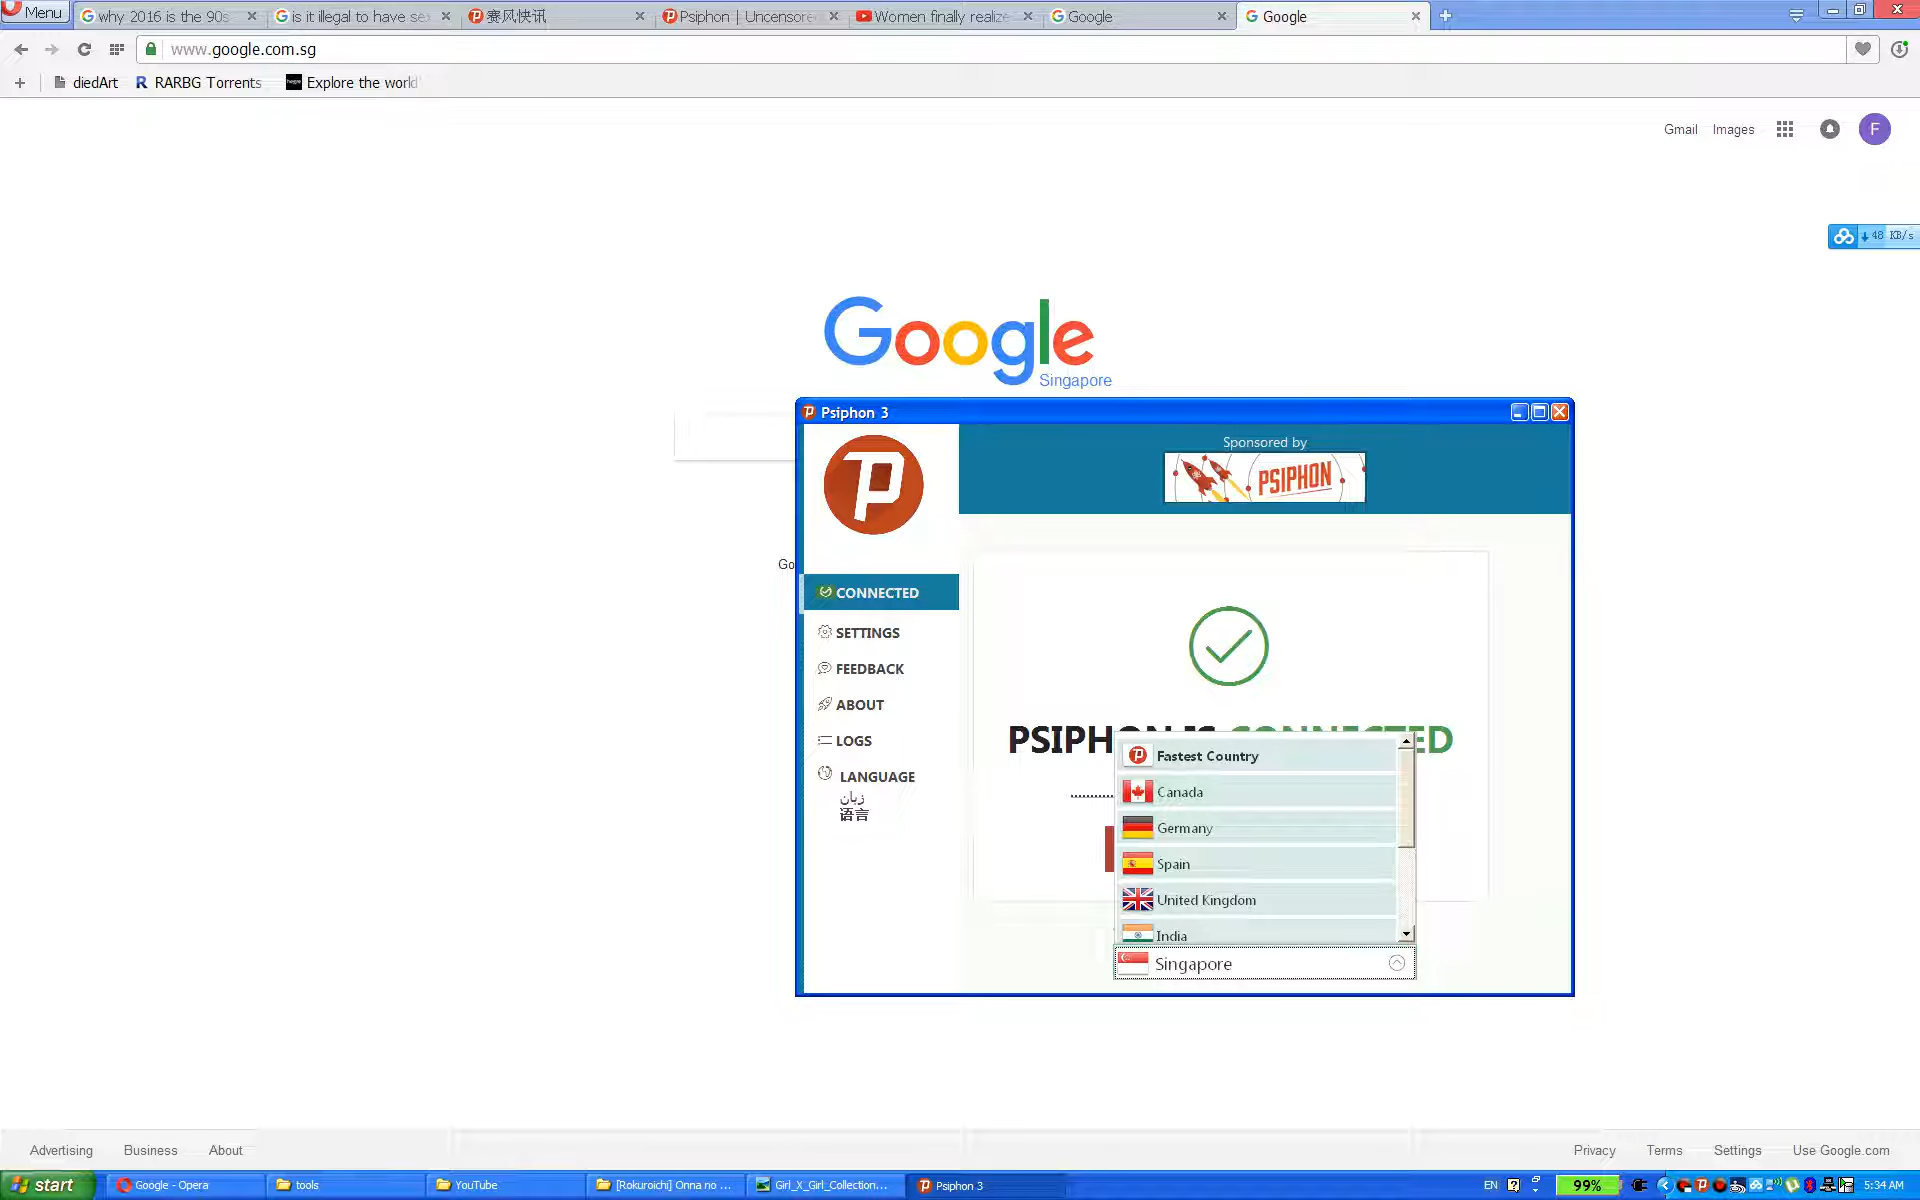 Menu
why 2016 is the 90s
is it illegal to have se
赛风快讯
Psiphon | Uncensore
Women finally realize
Google
Google
www.google.com.sg
diedArt
R RARBG Torrents
Explore the world'
Gmail
Images
F
48 KB/s
Google
Singapore
Psiphon 3
Sponsored by
PSIPHON
Go
CONNECTED
SETTINGS
FEEDBACK
ABOUT
LOGS
LANGUAGE
زبان
语言
Fastest Country
Canada
Germany
Spain
United Kingdom
India
Singapore
Advertising
Business
About
Privacy
Terms
Settings
Use Google.com
start
Google - Opera
tools
YouTube
[Rokuroichi] Onna no ...
Girl_X_Girl_Collection...
Psiphon 3
EN
99%
5:34 AM